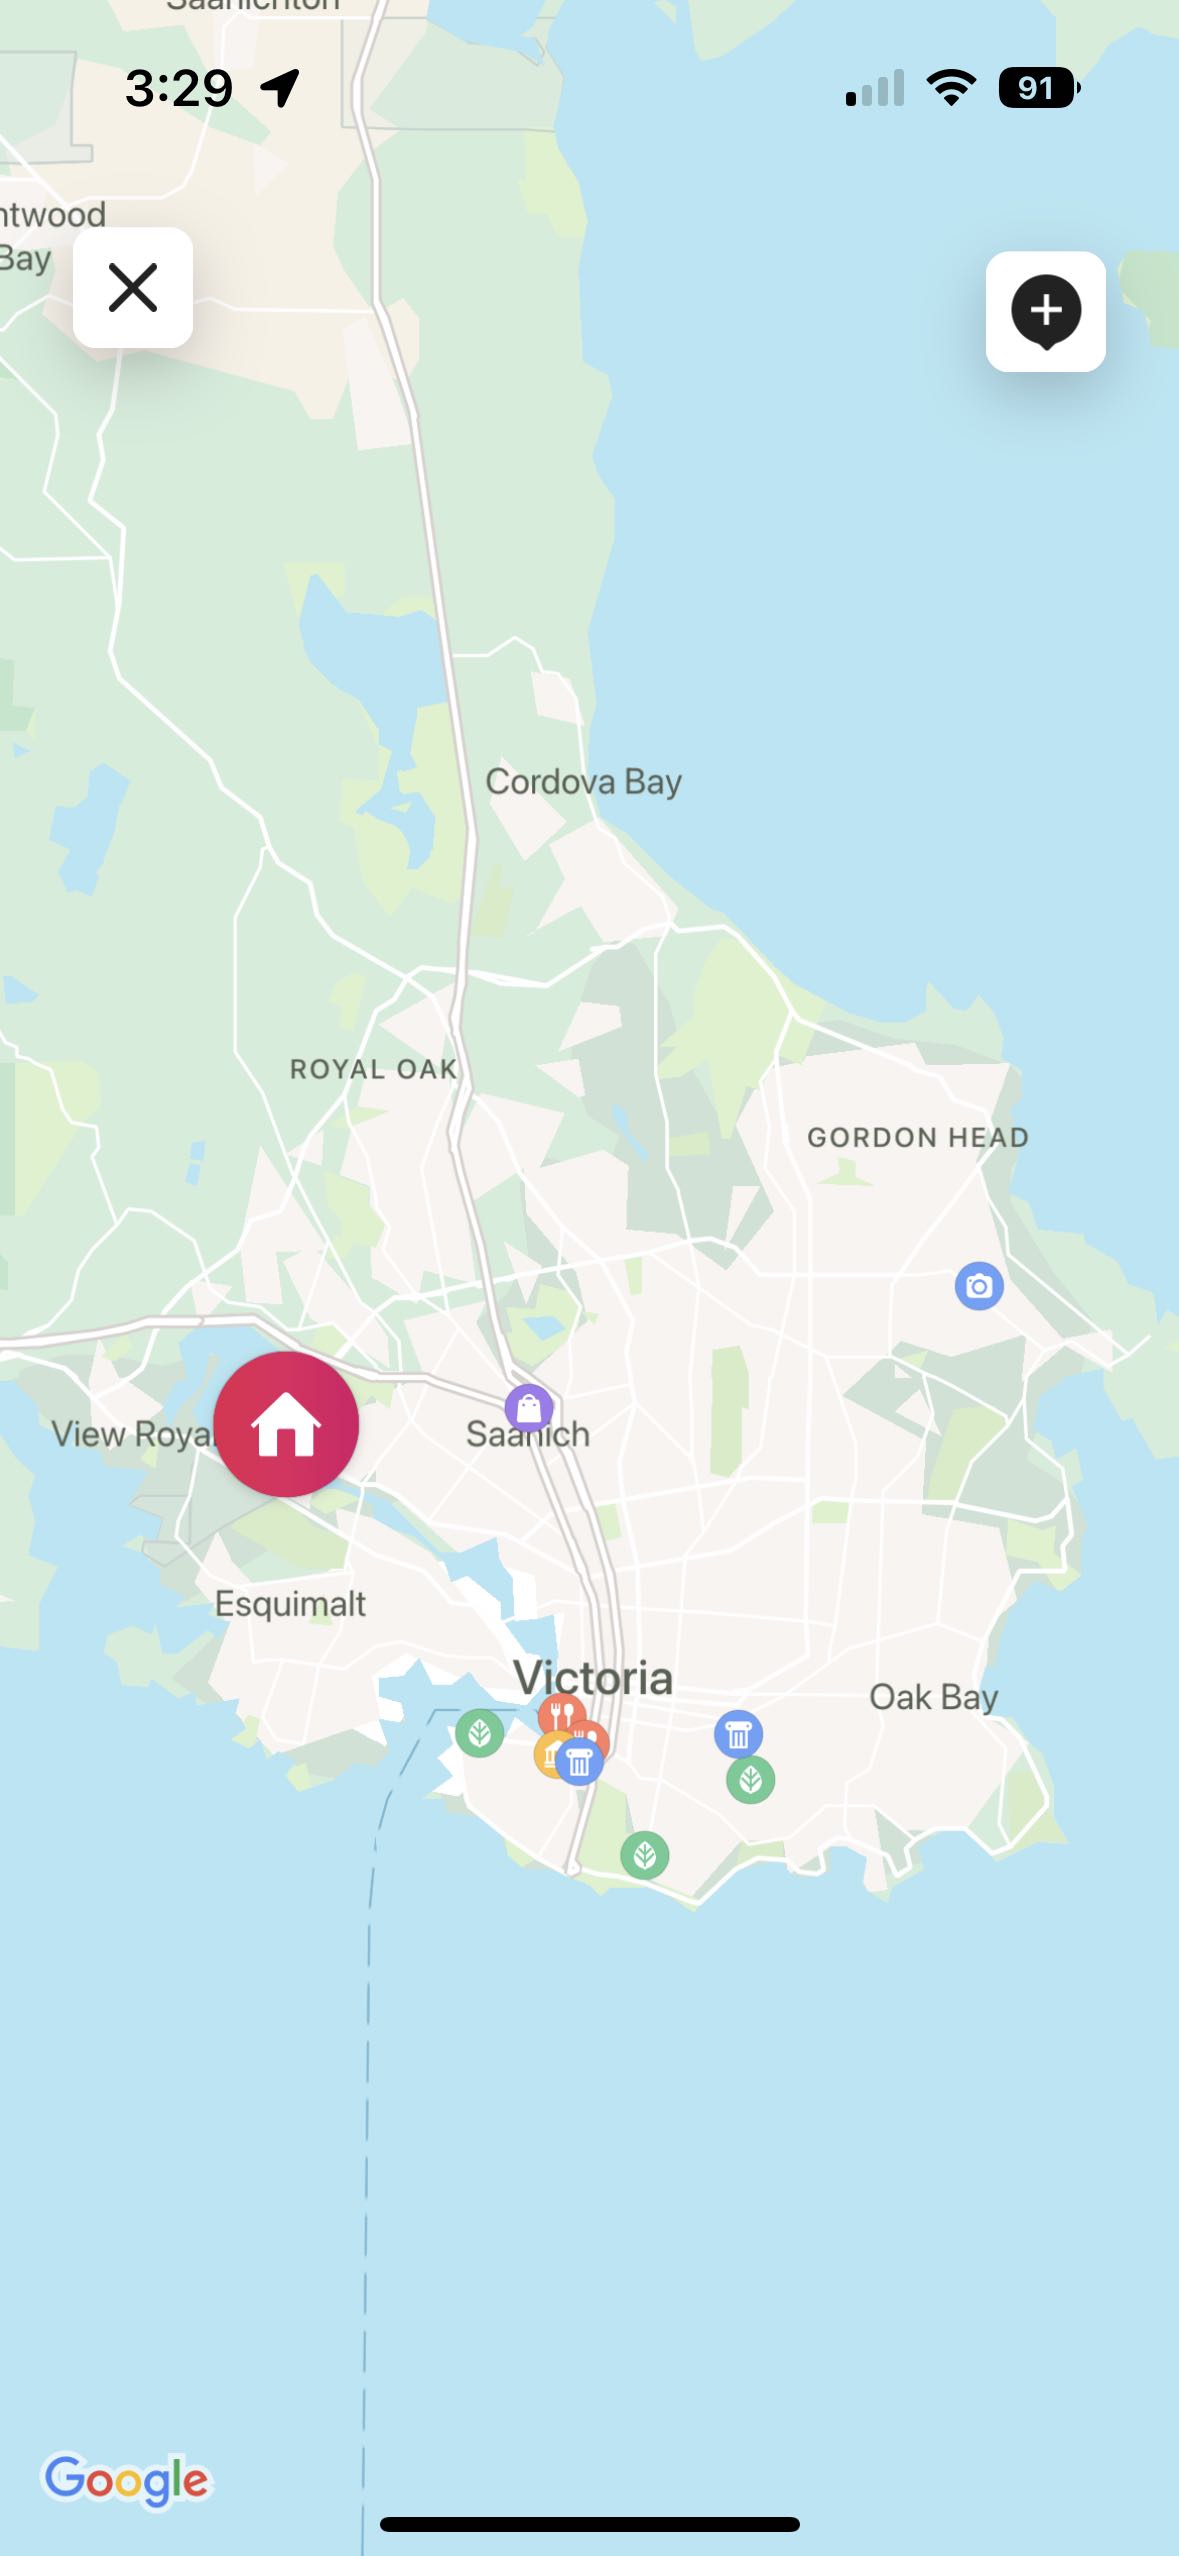 Saanichton
3:29
91
ntwood
Bay
Cordova Bay
ROYAL OAK
GORDON HEAD
View Royal
Saanich
Esquimalt
Victoria
Oak Bay
Google